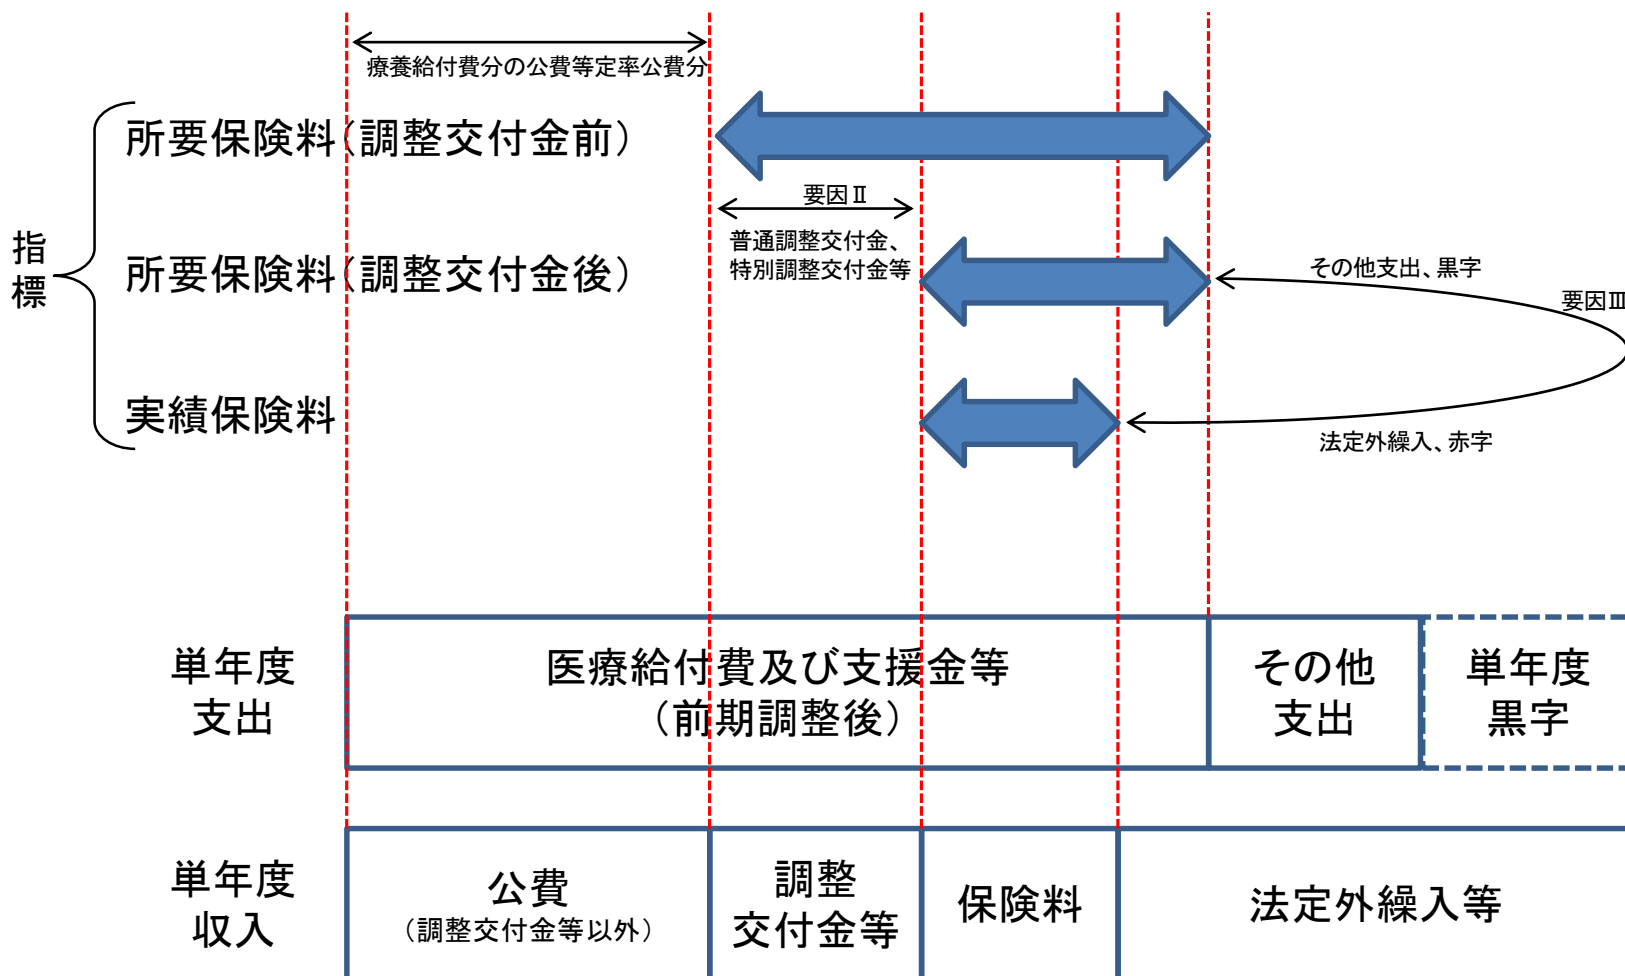 療養給付費分の公費等定率公費分
指標
所要保険料（調整交付金前）
要因Ⅱ
普通調整交付金、
特別調整交付金等
所要保険料（調整交付金後）
その他支出、黒字
要因Ⅲ
実績保険料
法定外繰入、赤字
単年度
支出
医療給付費及び支援金等
（前期調整後）
その他
支出
単年度
黒字
単年度
収入
公費
（調整交付金等以外）
調整
交付金等
保険料
法定外繰入等